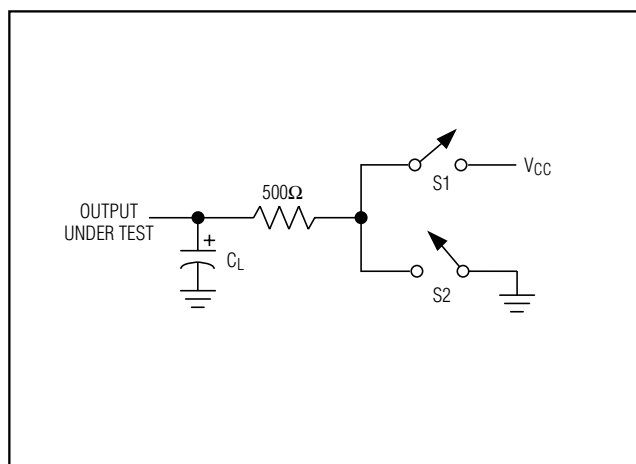 OUTPUT
UNDER TEST
+
CL
500Ω
S1
VCC
S2